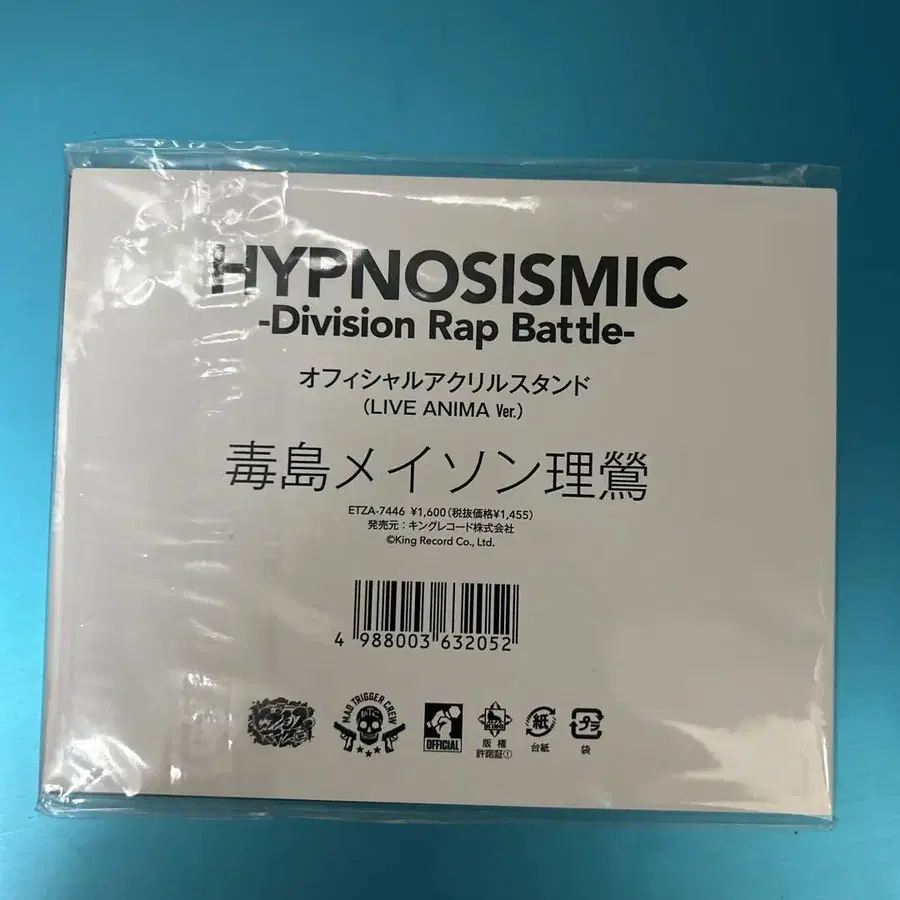 HYPNOSISMIC
-Division Rap Battle-
オフィシャルアクリルスタンド
(LIVE ANIMA Ver.)
毒島メイソン理鶯
ETZA-7446 ¥1,600(税抜価格¥1,455)
発売元:キングレコード株式会社
©King Record Co., Ltd.
4 988003 632052
MAD TRIGGER CREW
OFFICIAL
KING
版権
許諾証①
紙
台紙
プラ
袋